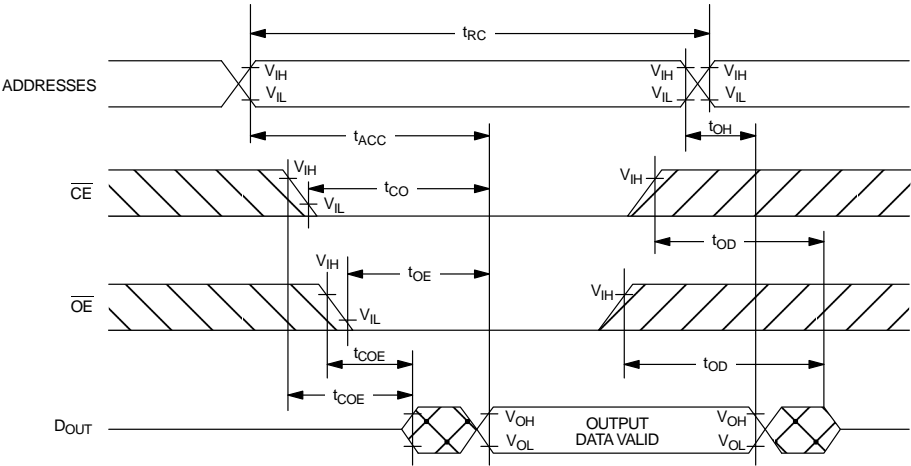 tRC
ADDRESSES
VIH
VIL
VIH
VIL
VIH
VIL
tACC
tOH
CE
VIH
VIL
tCO
VIH
tOD
OE
VIH
VIL
tOE
VIH
tCOE
tCOE
tOD
DOUT
VOH
VOL
OUTPUT
DATA VALID
VOH
VOL